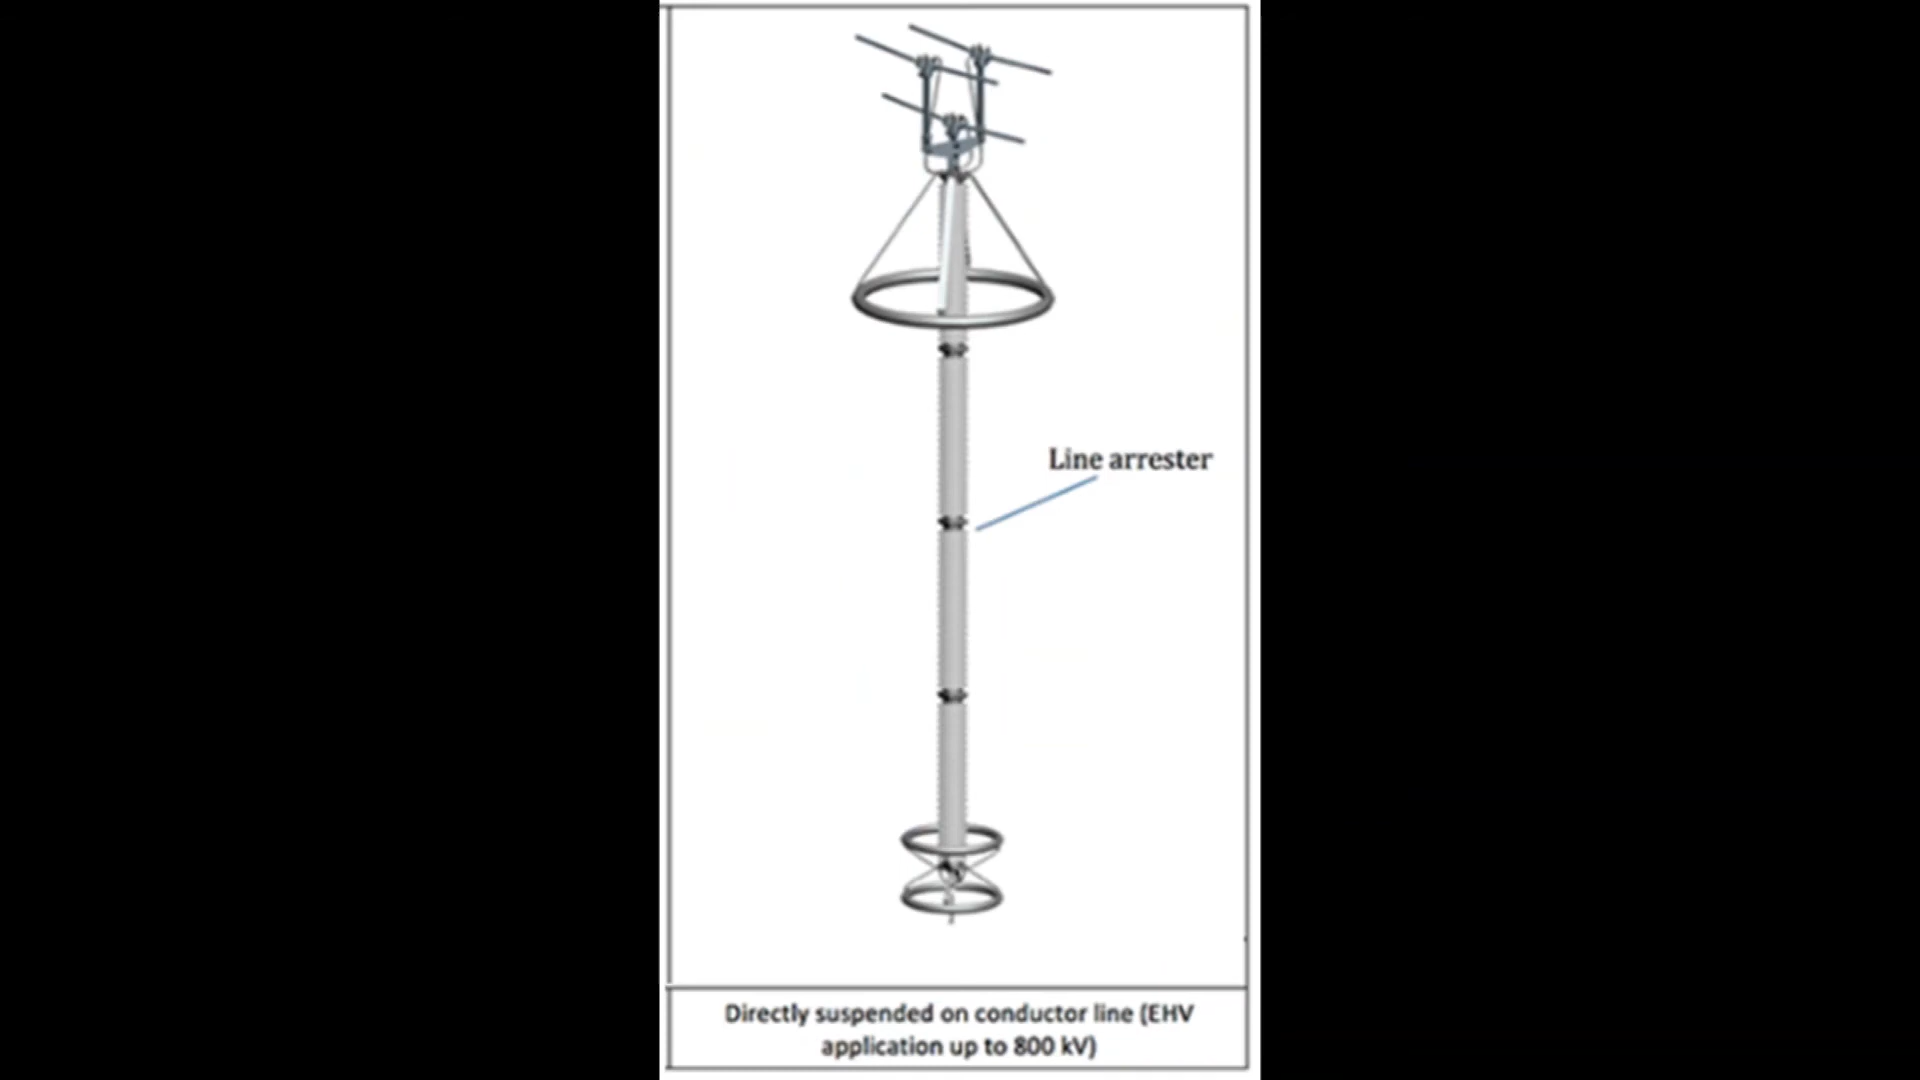 Line arrester
Directly suspended on conductor line (EHV
application up to 800 kV)